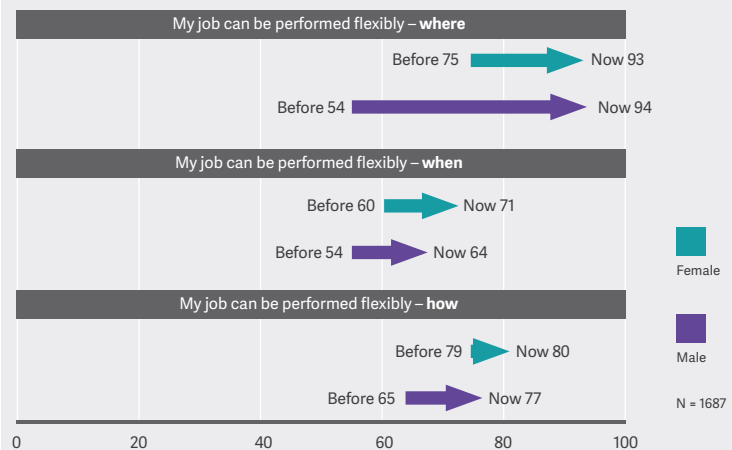 My job can be performed flexibly – where
Before 75 Now 93
Before 54 Now 94
My job can be performed flexibly – when
Before 60 Now 71
Before 54 Now 64
Female
My job can be performed flexibly – how
Before 79 Now 80
Male
Before 65 Now 77
N = 1687
0 20 40 60 80 100